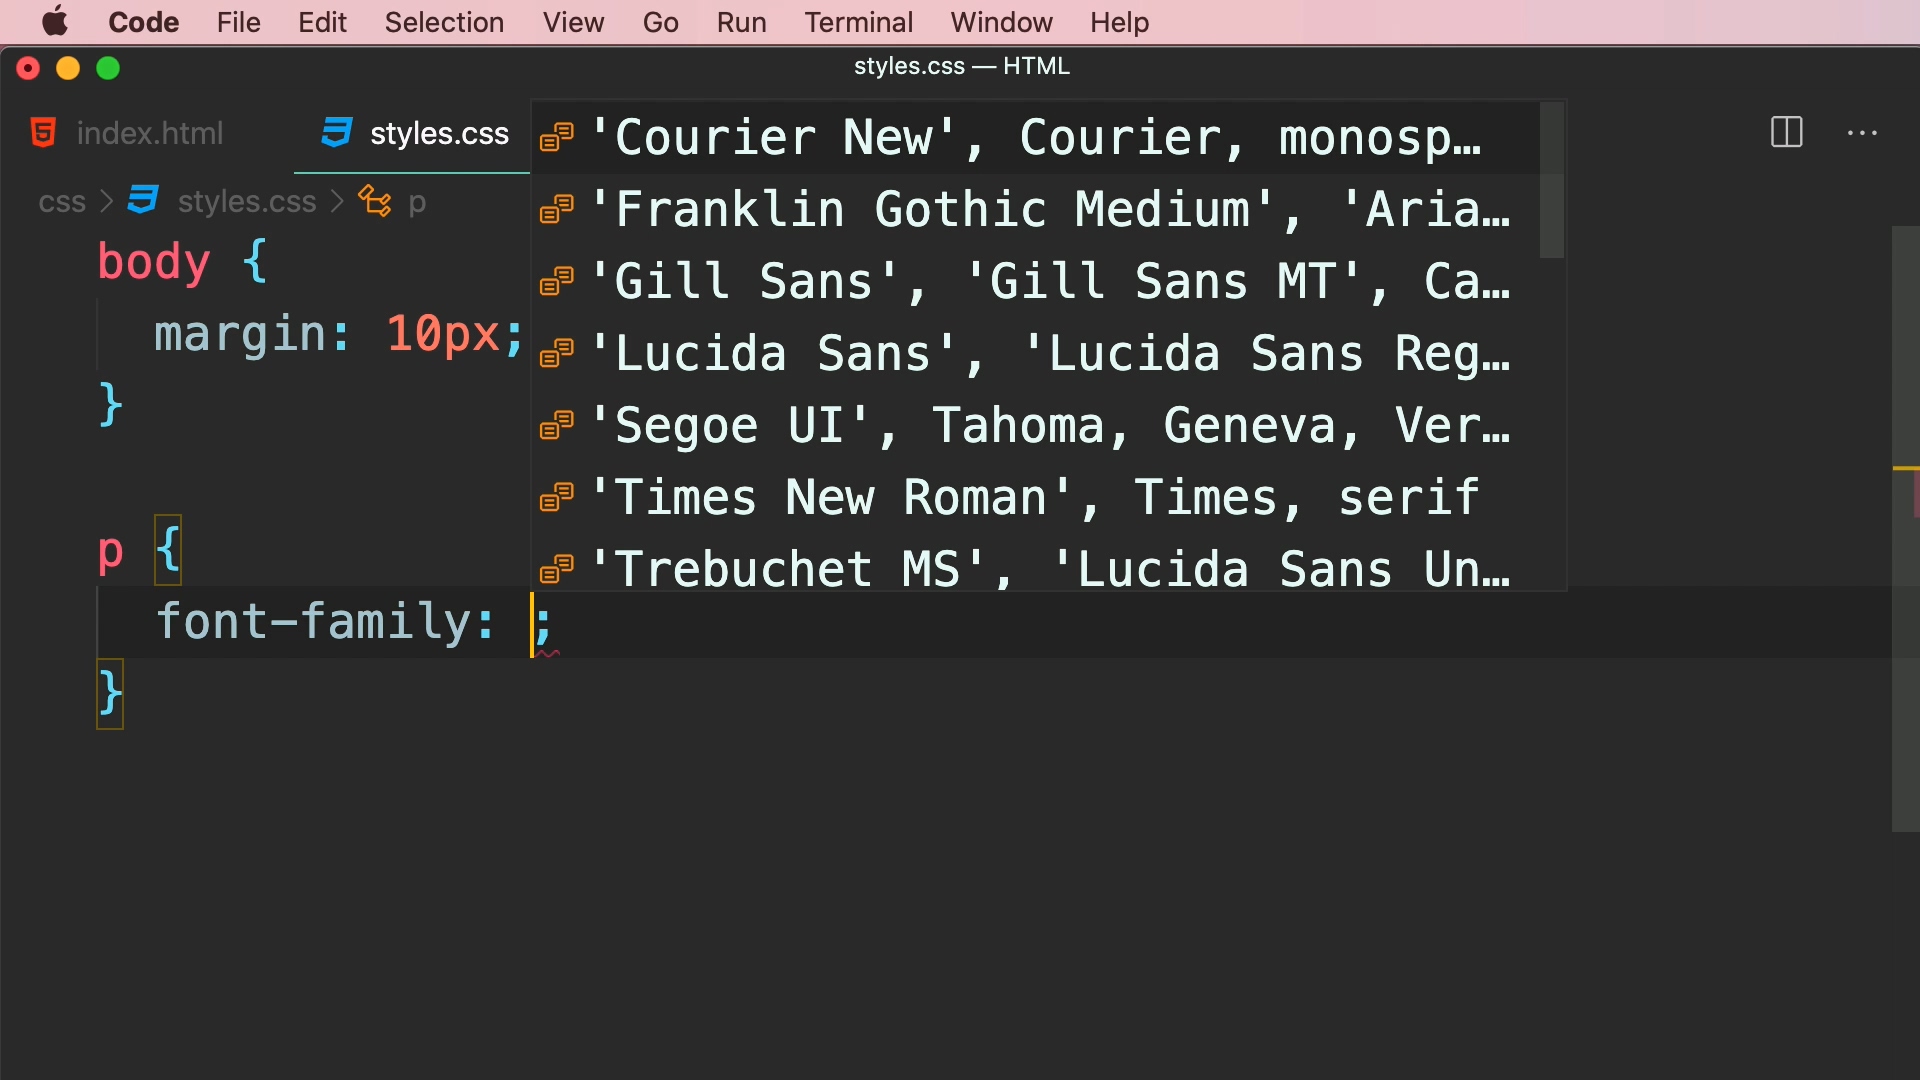 Code File Edit Selection View Go Run Terminal Window Help
styles.css — HTML
index.html styles.css
css > styles.css > p
'Courier New', Courier, monosp…
'Franklin Gothic Medium', 'Aria…
'Gill Sans', 'Gill Sans MT', Ca…
'Lucida Sans', 'Lucida Sans Reg…
'Segoe UI', Tahoma, Geneva, Ver…
'Times New Roman', Times, serif
'Trebuchet MS', 'Lucida Sans Un…
body {
margin: 10px;
}
p {
font-family: ;
}